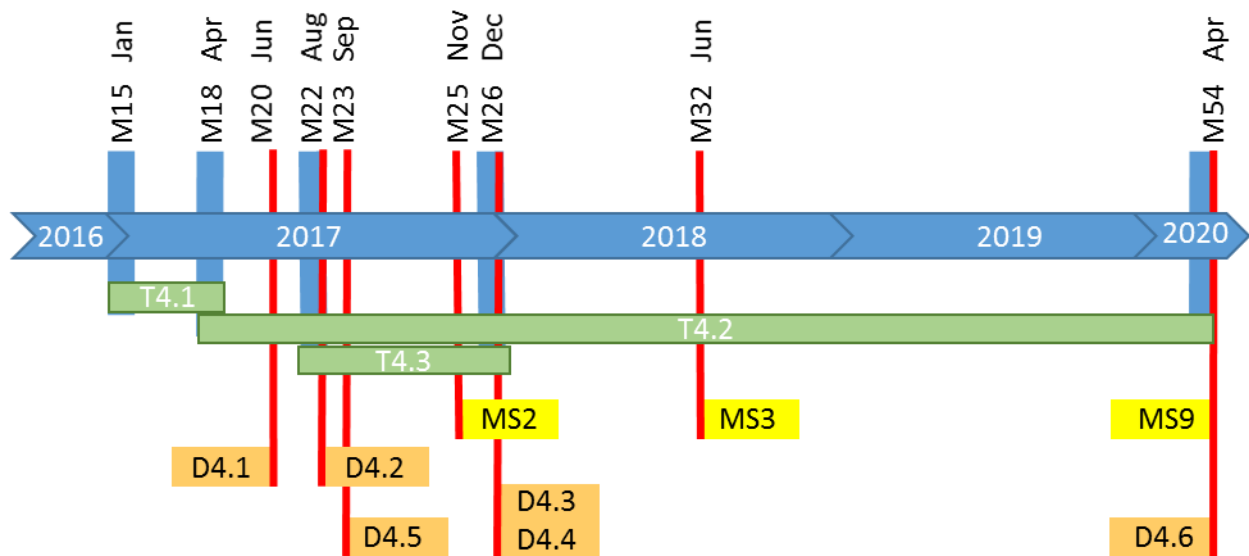 M15 Jan
M18 Apr
M20 Jun
M22 Aug
M23 Sep
M25 Nov
M26 Dec
M32 Jun
M54 Apr
2016
2017
2018
2019
2020
T4.1
T4.2
T4.3
MS2
MS3
MS9
D4.1
D4.2
D4.3
D4.5
D4.4
D4.6